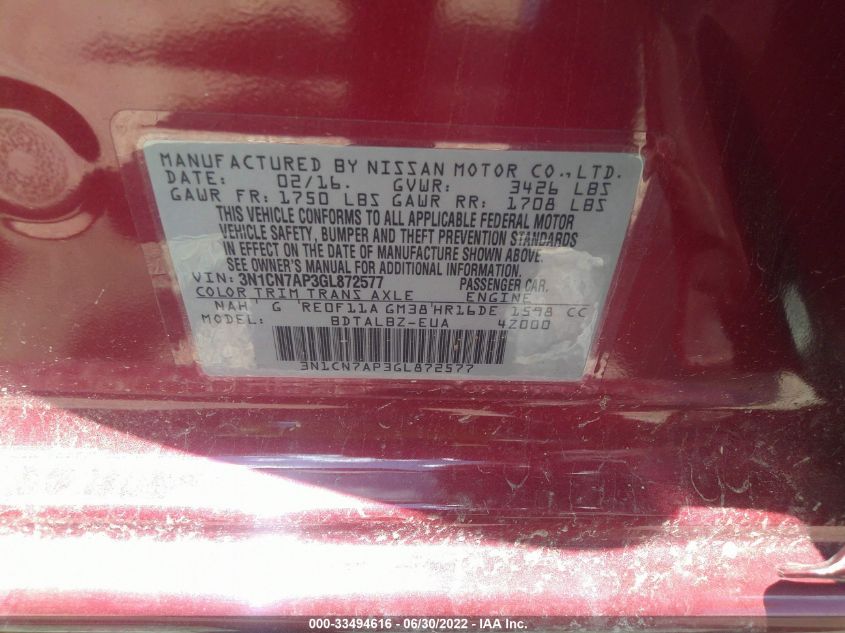 MANUFACTURED BY NISSAN MOTOR CO., LTD.
DATE: 02/16. GVWR: 3426 LBS
GAWR FR: 1750 LBS GAWR RR: 1708 LBS
THIS VEHICLE CONFORMS TO ALL APPLICABLE FEDERAL MOTOR
VEHICLE SAFETY, BUMPER AND THEFT PREVENTION STANDARDS
IN EFFECT ON THE DATE OF MANUFACTURE SHOWN ABOVE.
SEE OWNER'S MANUAL FOR ADDITIONAL INFORMATION.
VIN: 3N1CN7AP3GL872577 PASSENGER CAR.
COLOR TRIM TRANS AXLE ENGINE
NAH G RE0F11A GM38 HR16DE 1598 CC
MODEL: BDTALBZ-EUA 42000
3N1CN7AP3GL872577
000-33494616 - 06/30/2022 - IAA Inc.